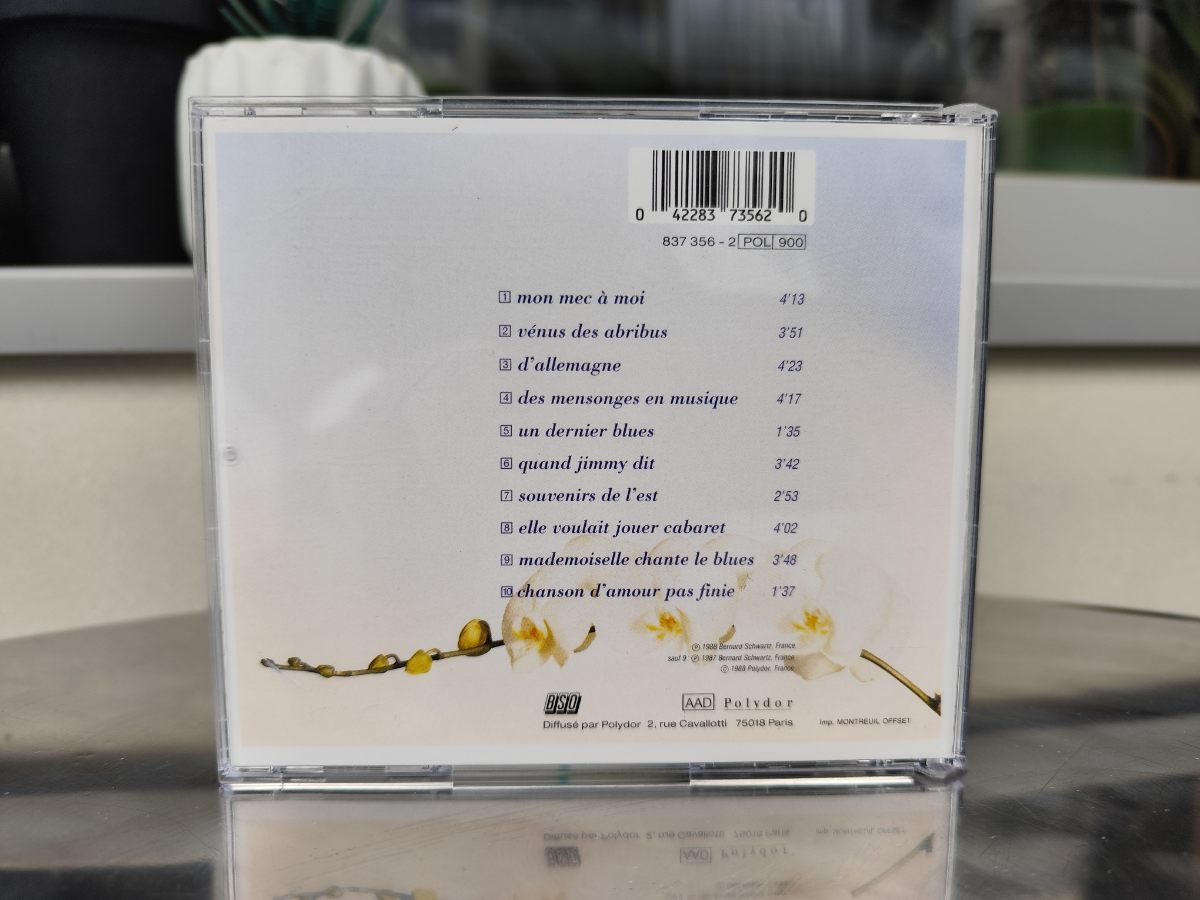 0 42283 73562 0
837 356 - 2 POL 900
1 mon mec à moi 4'13
2 vénus des abribus 3'51
3 d'allemagne 4'23
4 des mensonges en musique 4'17
5 un dernier blues 1'35
6 quand jimmy dit 3'42
7 souvenirs de l'est 2'53
8 elle voulait jouer cabaret 4'02
9 mademoiselle chante le blues 3'48
10 chanson d'amour pas finie 1'37
℗ 1988 Bernard Schwartz, France.
sauf 9. ℗ 1987 Bernard Schwartz, France.
© 1988 Polydor, France
BSO AAD Polydor
Diffusé par Polydor 2, rue Cavallotti 75018 Paris Imp. MONTREUIL OFFSET